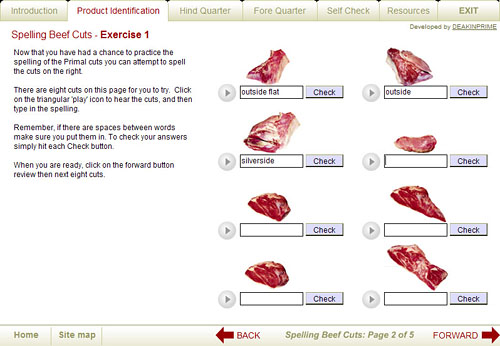 Introduction Product Identification Hind Quarter Fore Quarter Self Check Resources EXIT
Developed by DEAKINPRIME
Spelling Beef Cuts - Exercise 1
Now that you have had a chance to practice the
spelling of the Primal cuts you can attempt to spell
the cuts on the right.
There are eight cuts on this page for you to try. Click
on the triangular 'play' icon to hear the cuts, and then
type in the spelling.
Remember, if there are spaces between words
make sure you put them in. To check your answers
simply hit each Check button.
When you are ready, click on the forward button
review then next eight cuts.
outside flat Check
outside Check
silverside Check
Check
Check
Check
Check
Check
Home Site map
BACK Spelling Beef Cuts: Page 2 of 5 FORWARD